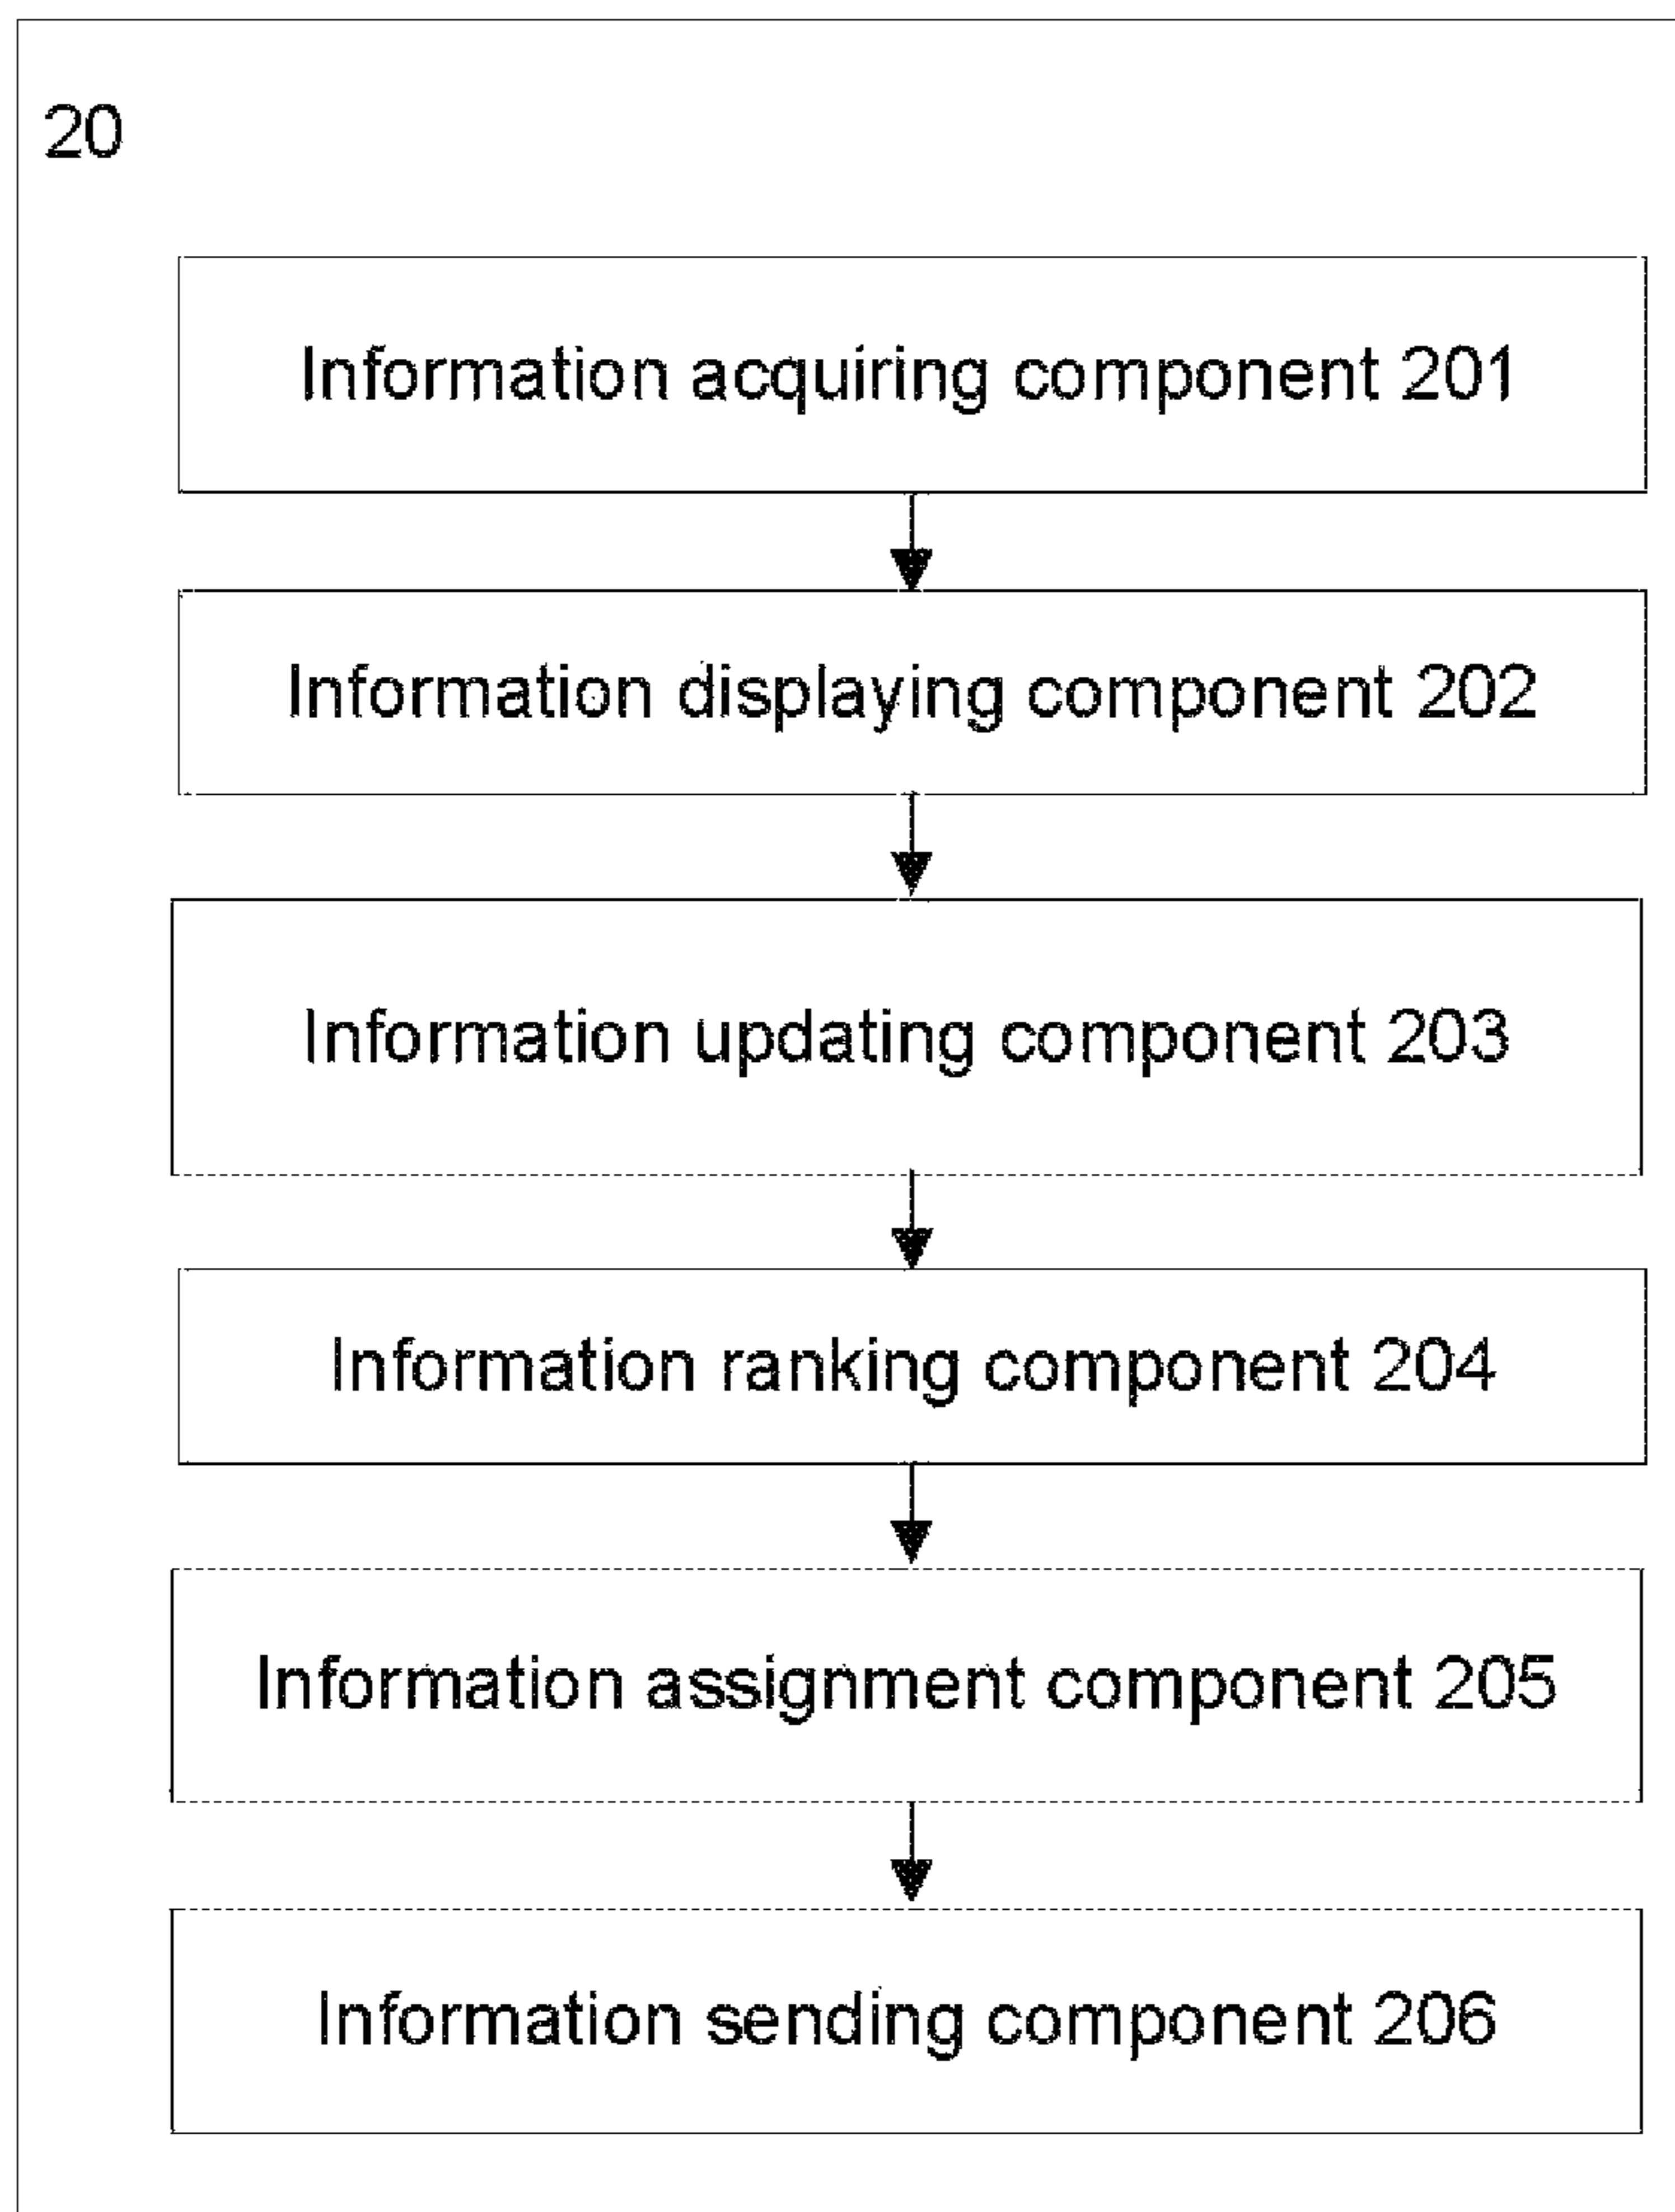 20
Information acquiring component 201
Information displaying component 202
Information updating component 203
Information ranking component 204
Information assignment component 205
Information sending component 206